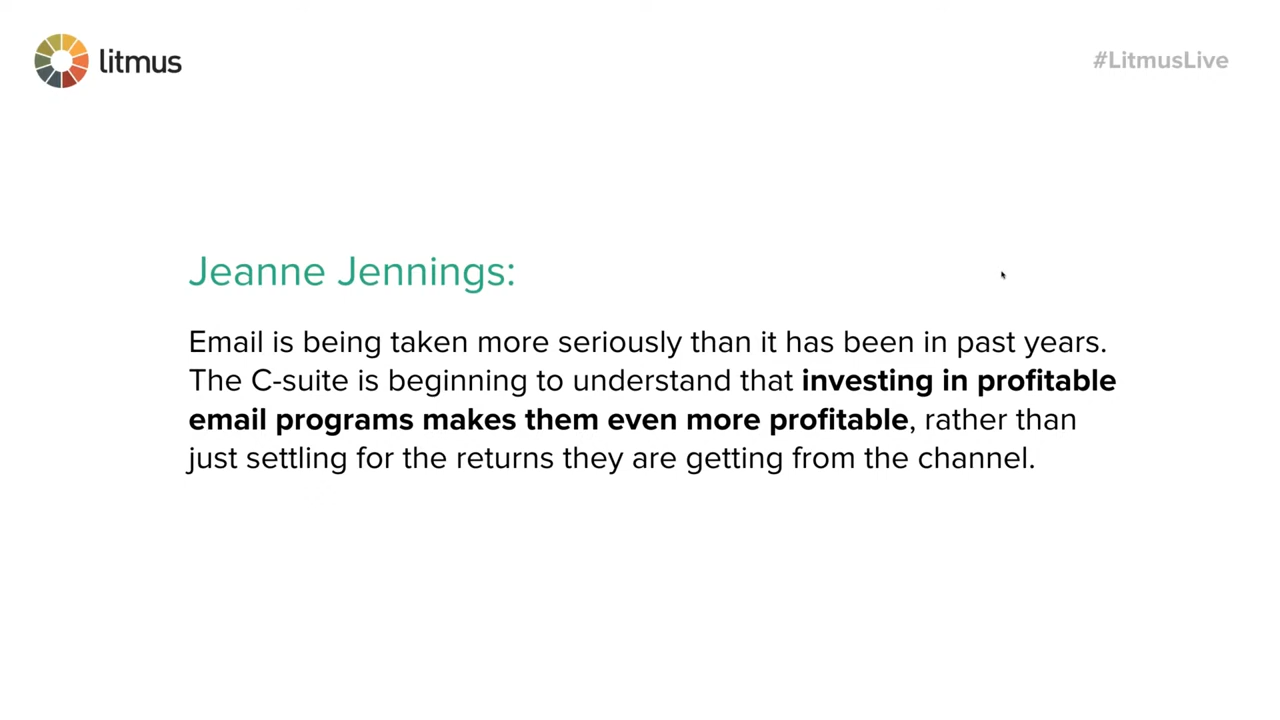 litmus
#LitmusLive
Jeanne Jennings:
Email is being taken more seriously than it has been in past years.
The C-suite is beginning to understand that investing in profitable
email programs makes them even more profitable, rather than
just settling for the returns they are getting from the channel.